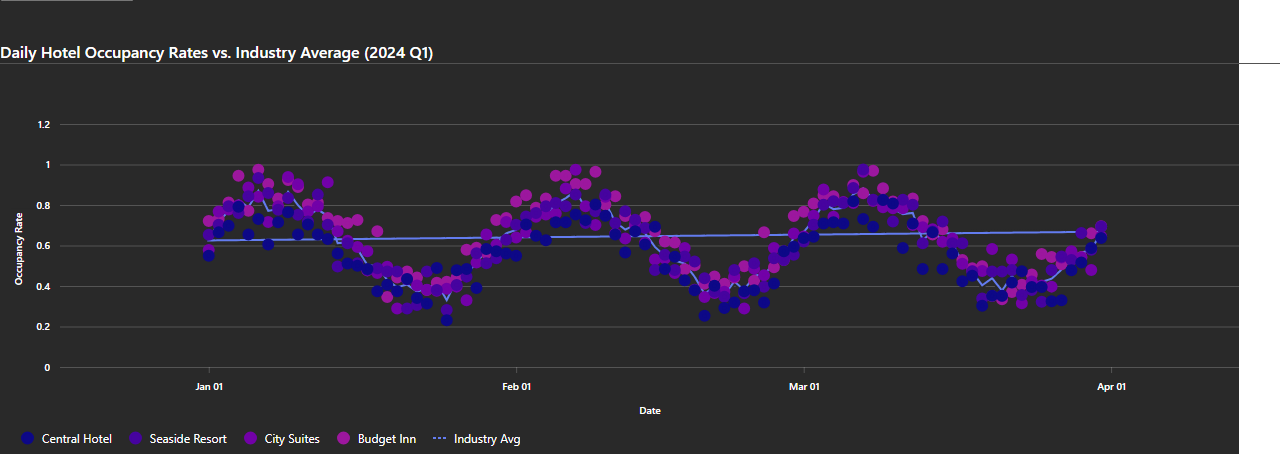 Daily Hotel Occupancy Rates vs. Industry Average (2024 Q1)
1.2
1
0.8
0.6
0.4
0.2
0
Occupancy Rate
Jan 01 Feb 01 Mar 01 Apr 01
Date
Central Hotel Seaside Resort City Suites Budget Inn Industry Avg